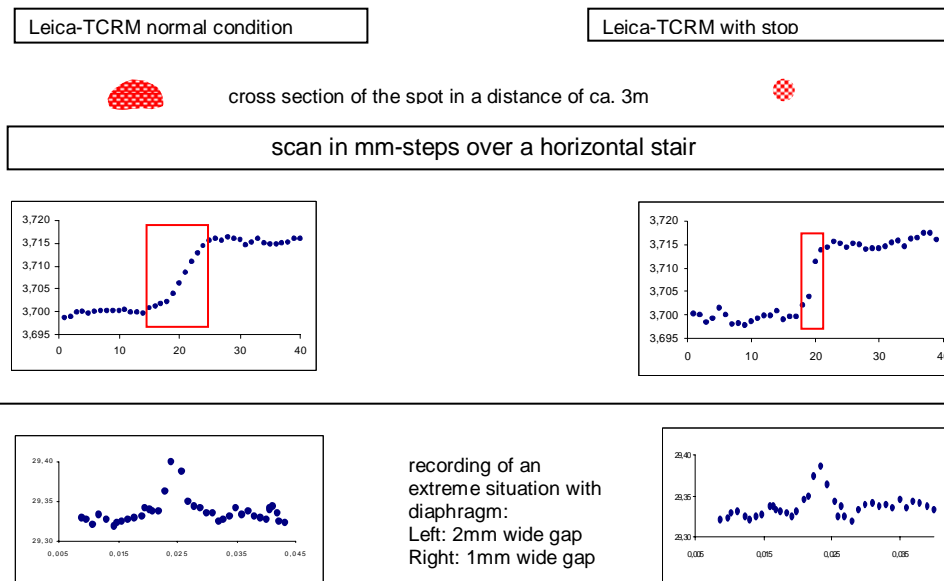 Leica-TCRM normal condition
Leica-TCRM with stop
cross section of the spot in a distance of ca. 3m
scan in mm-steps over a horizontal stair
3,720
3,715
3,710
3,705
3,700
3,695
0 10 20 30 40
3,720
3,715
3,710
3,705
3,700
3,695
0 10 20 30 40
29,40
29,35
29,30
0,005 0,015 0,025 0,035 0,045
recording of an
extreme situation with
diaphragm:
Left: 2mm wide gap
Right: 1mm wide gap
29,40
29,35
29,30
0,005 0,015 0,025 0,035